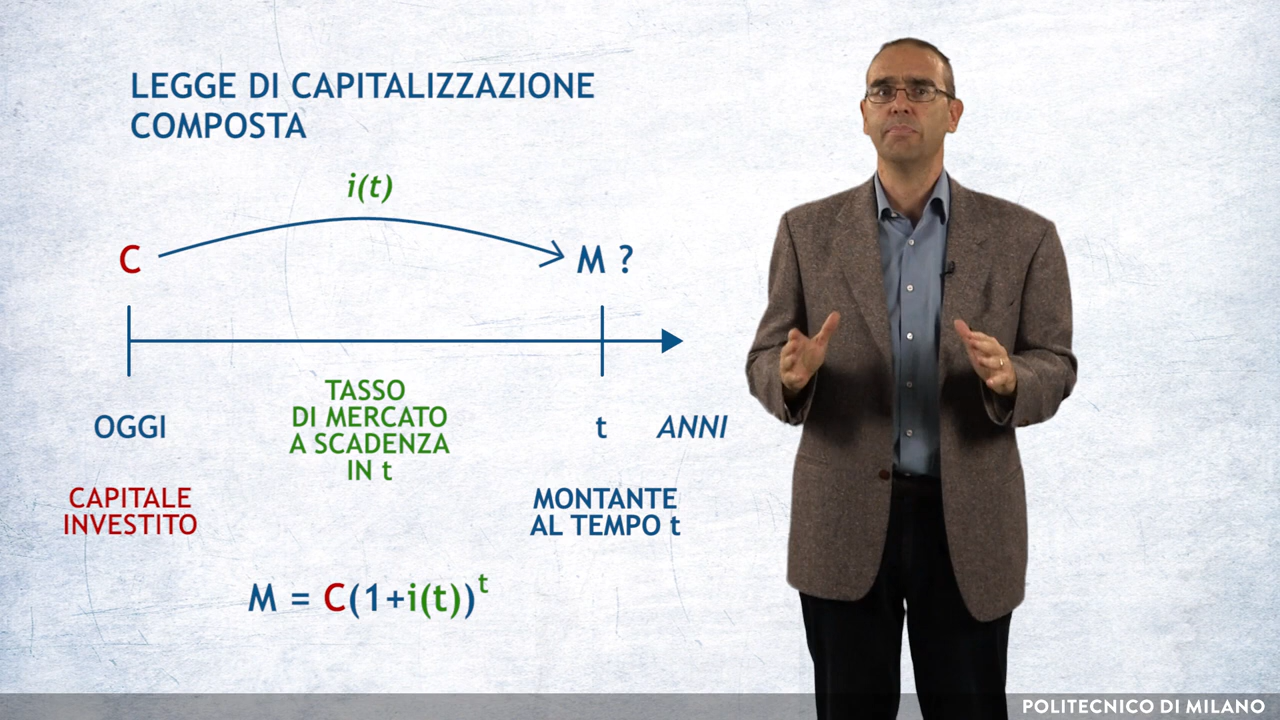 LEGGE DI CAPITALIZZAZIONE
COMPOSTA
i(t)
C
M ?
TASSO
DI MERCATO
A SCADENZA
IN t
OGGI
t
ANNI
CAPITALE
INVESTITO
MONTANTE
AL TEMPO t
M = C(1+i(t))^t
POLITECNICO DI MILANO